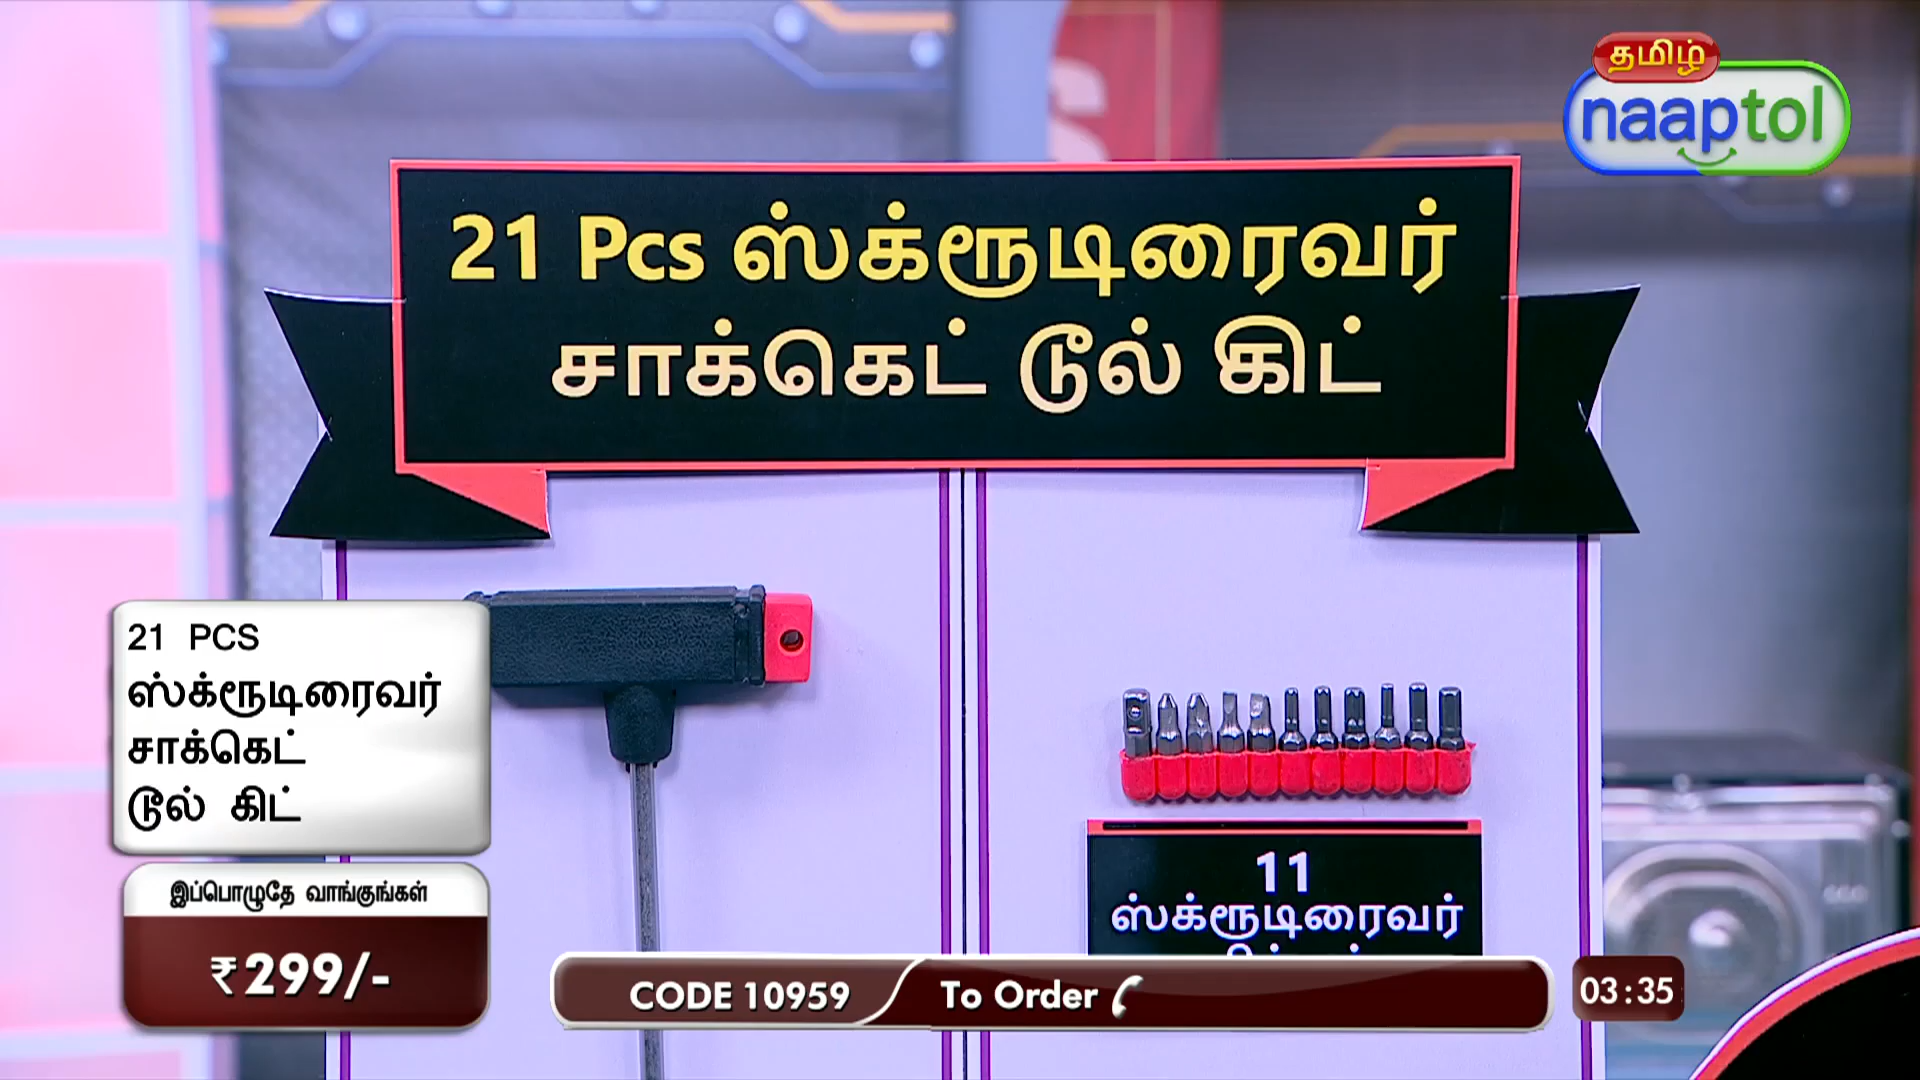 தமிழ்
naaptol
21 Pcs ஸ்க்ரூடிரைவர்
சாக்கெட் டூல் கிட்
21 PCS
ஸ்க்ரூடிரைவர்
சாக்கெட்
டூல் கிட்
இப்பொழுதே வாங்குங்கள்
₹299/-
11
ஸ்க்ரூடிரைவர்
CODE 10959
To Order
03:35